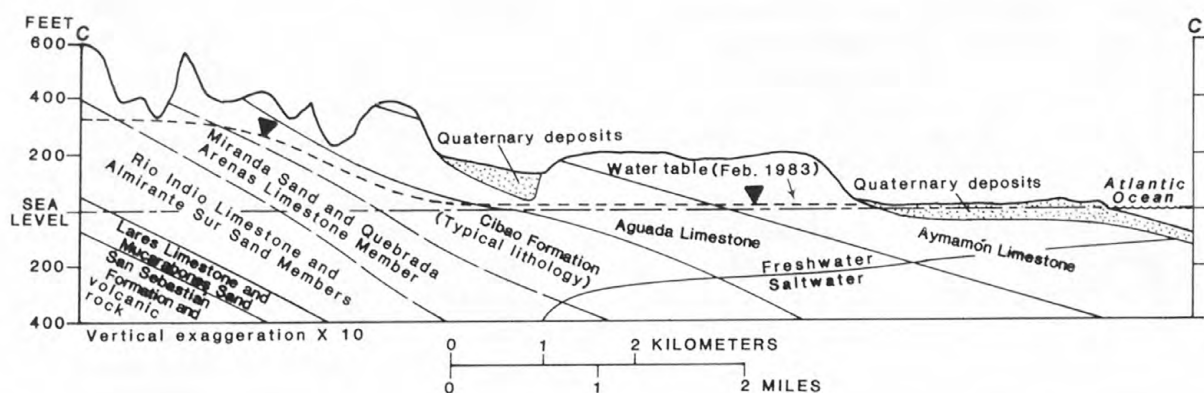 FEET
C
C
600
400
200
SEA
LEVEL
200
400
Quaternary deposits
Water table (Feb. 1983)
Quaternary deposits
Atlantic
Ocean
Miranda Sand and
Quebrada
Arenas Limestone Member
Rio Indio Limestone and
Almirante Sur Sand Members
Cibao Formation
(Typical lithology)
Aguada Limestone
Aymamón Limestone
Freshwater
Saltwater
Lares Limestone and
Mucarabones Sand
San Sebastian
Formation and
volcanic
rock
Vertical exaggeration X 10
0 1 2 KILOMETERS
0 1 2 MILES